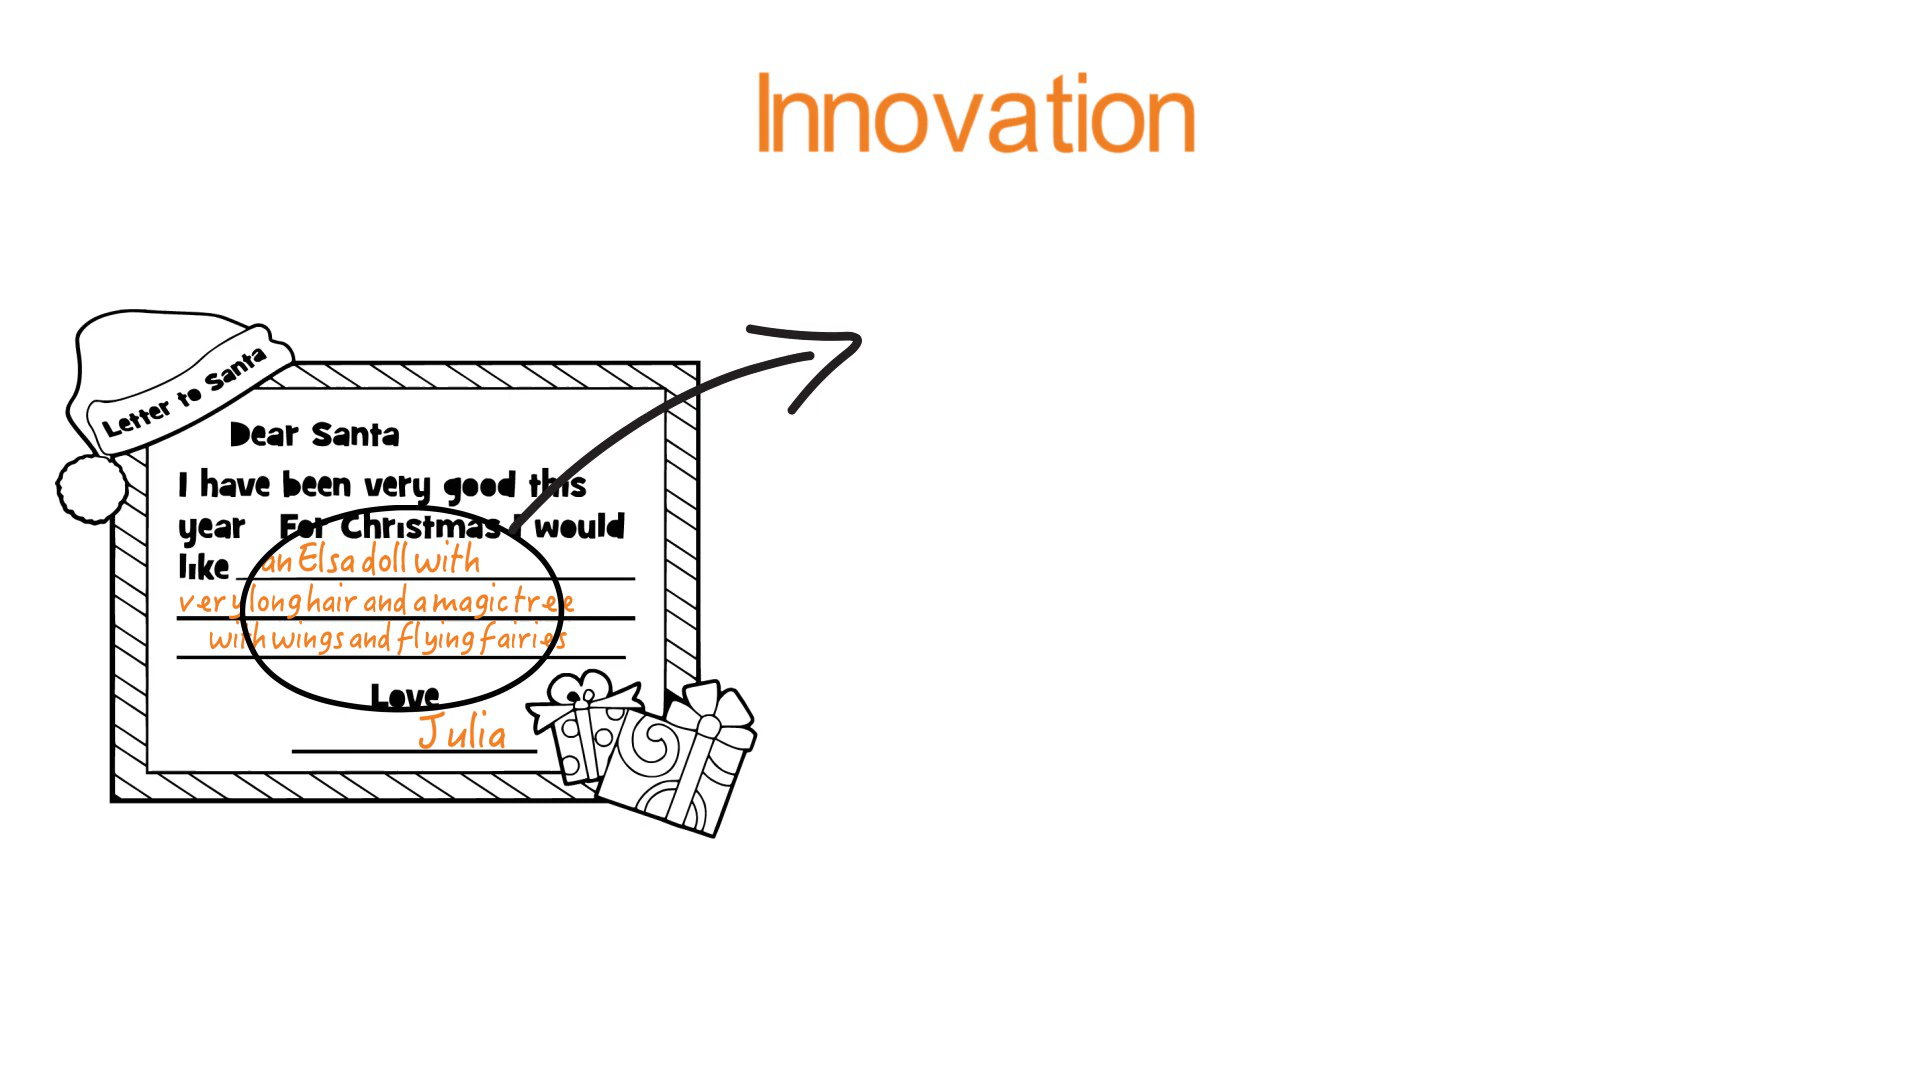 Innovation
Letter to Santa
Dear Santa
I have been very good this
year For Christmas I would
like an Elsa doll with
very long hair and a magic tree
with wings and flying fairies
Love
Julia